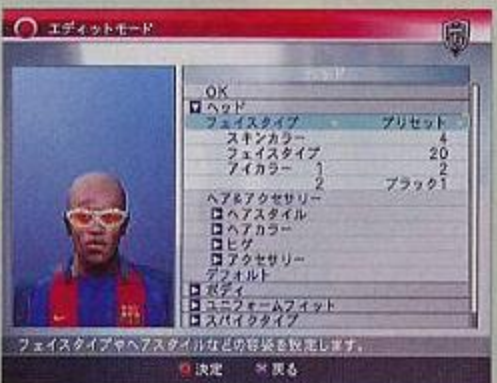 エディットモード
OK
ヘッド
フェイスタイプ プリセット
スキンカラー 4
フェイスタイプ 20
アイカラー 1 2
2 ブラック1
ヘア&アクセサリー
ヘアスタイル
ヘアカラー
ヒゲ
アクセサリー
デフォルト
ボディ
ユニフォームフィット
スパイクタイプ
フェイスタイプやヘアスタイルなどの容姿を設定します。
決定 戻る